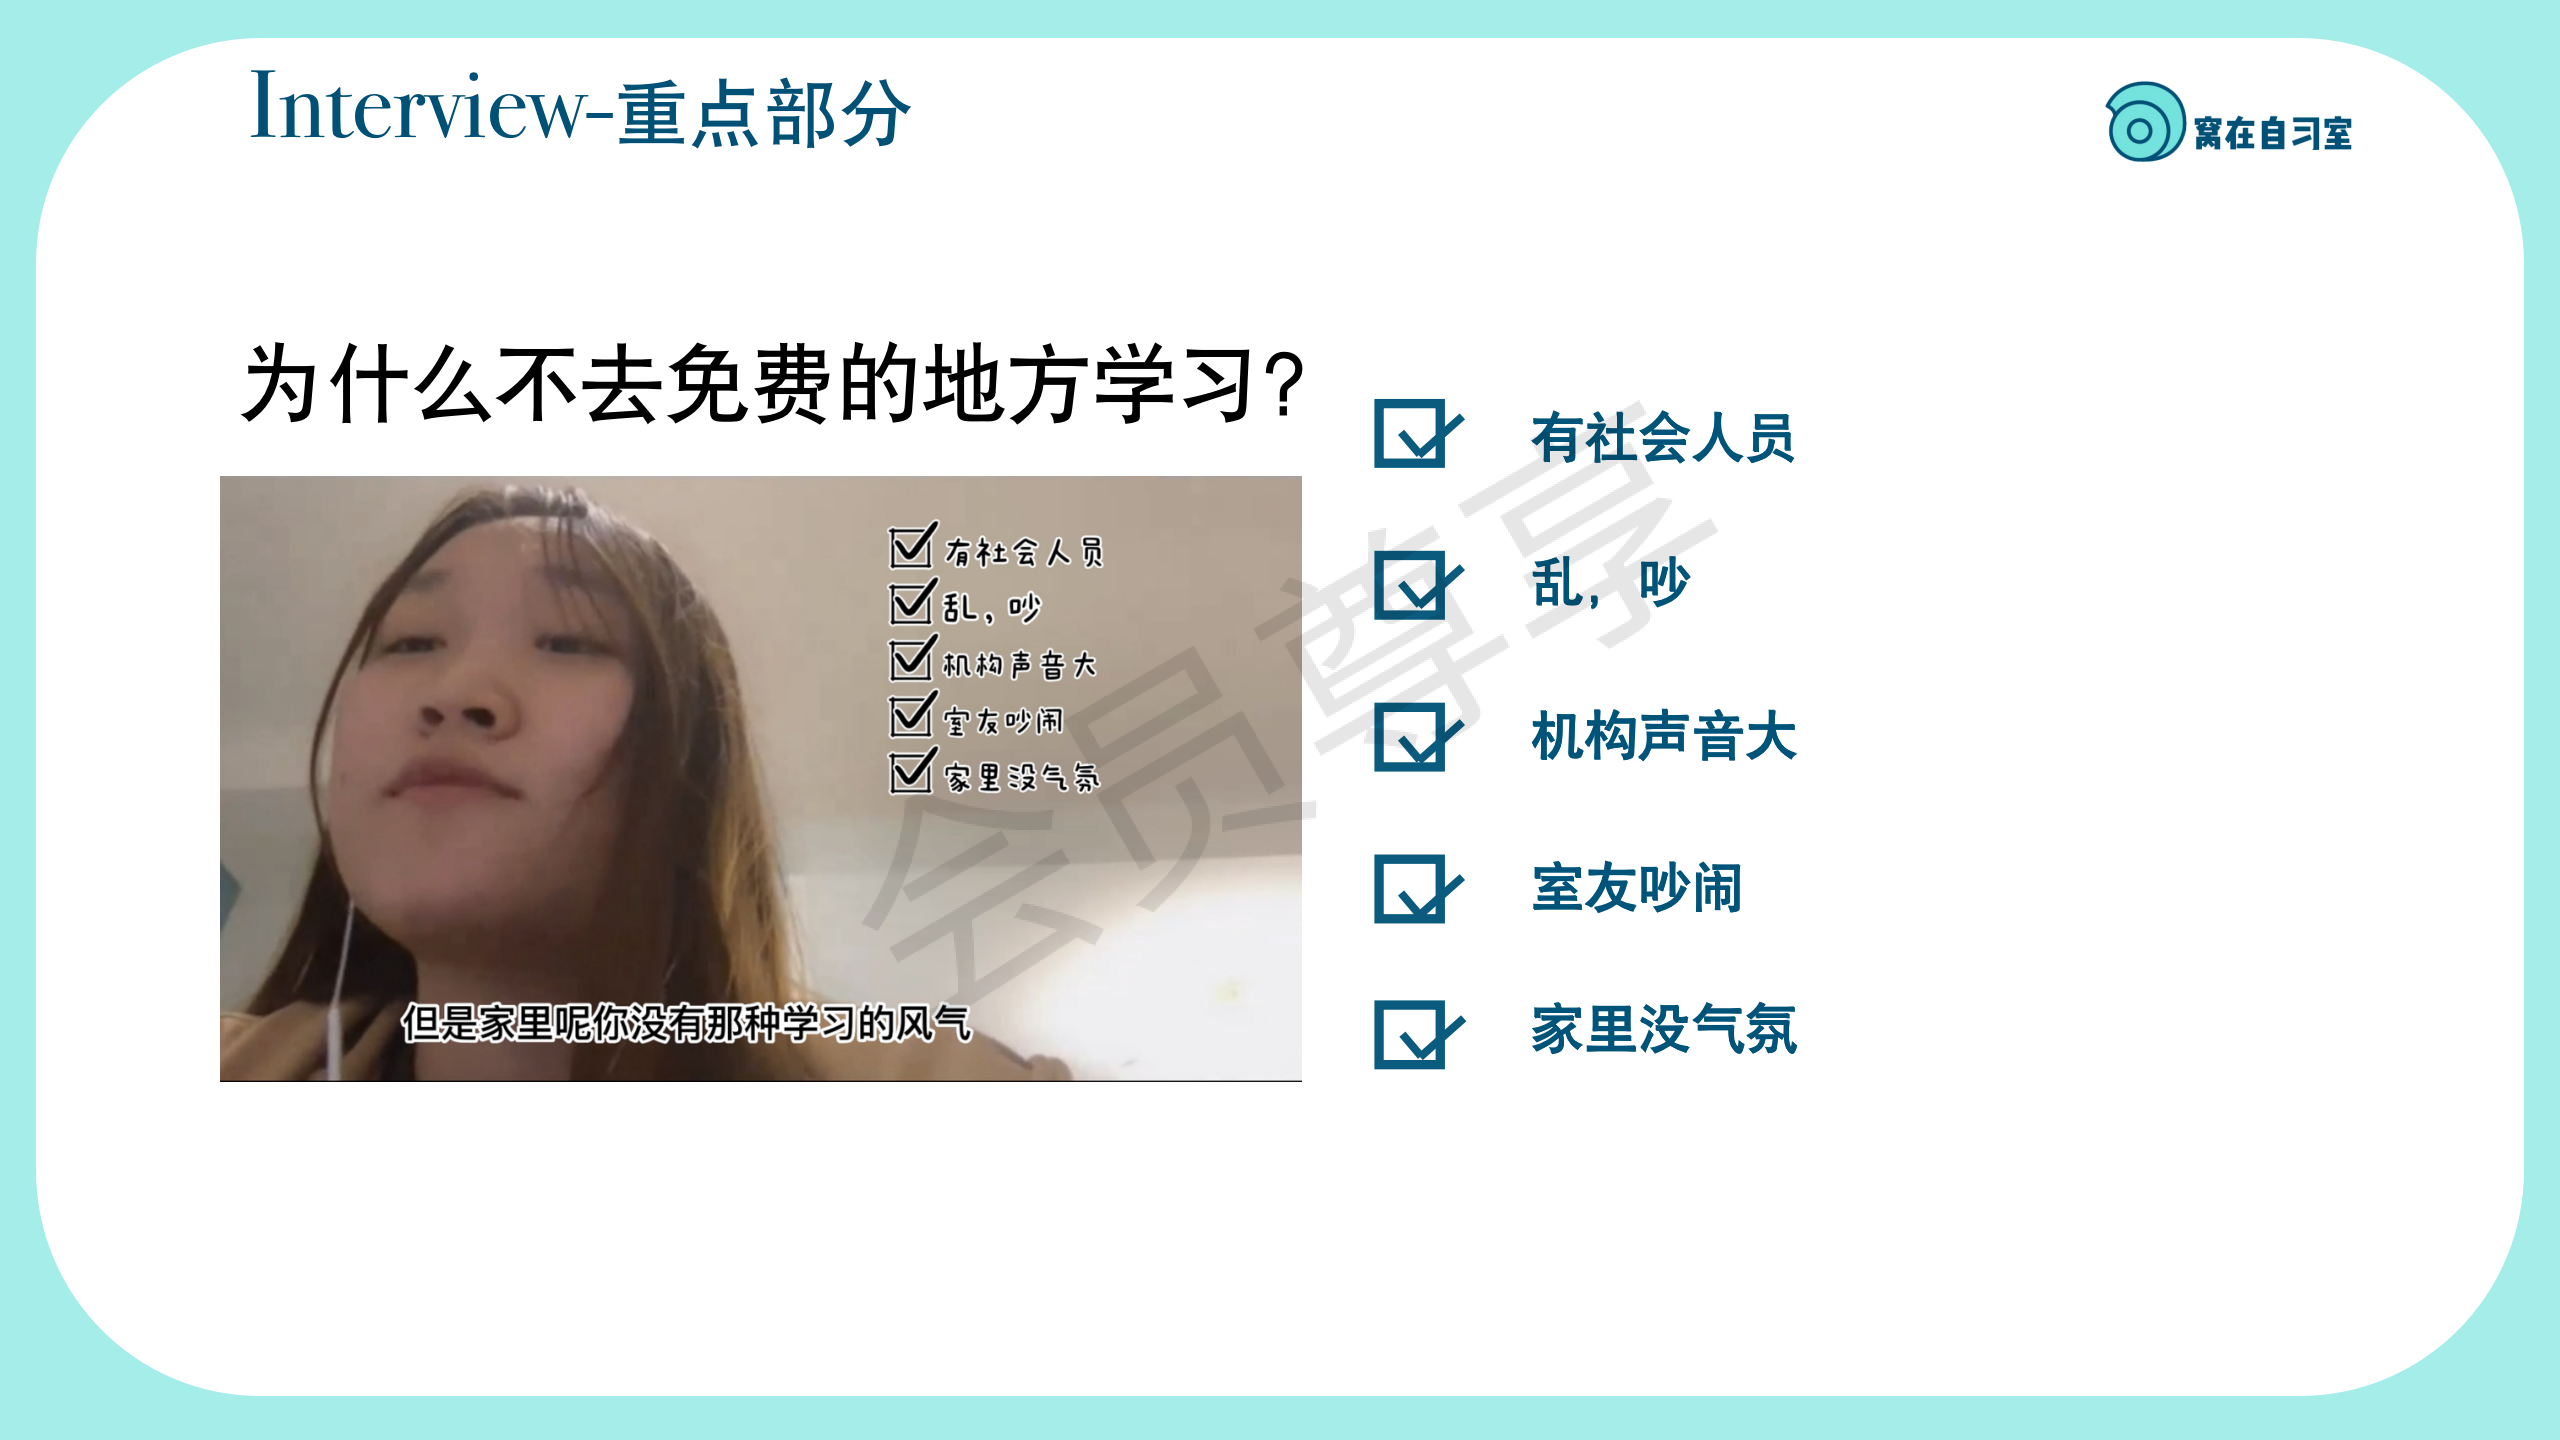 Interview-重点部分
窝在自习室
为什么不去免费的地方学习?
有社会人员
乱，吵
机构声音大
室友吵闹
家里没气氛
但是家里呢你没有那种学习的风气
有社会人员
乱，吵
机构声音大
室友吵闹
家里没气氛
会员尊享